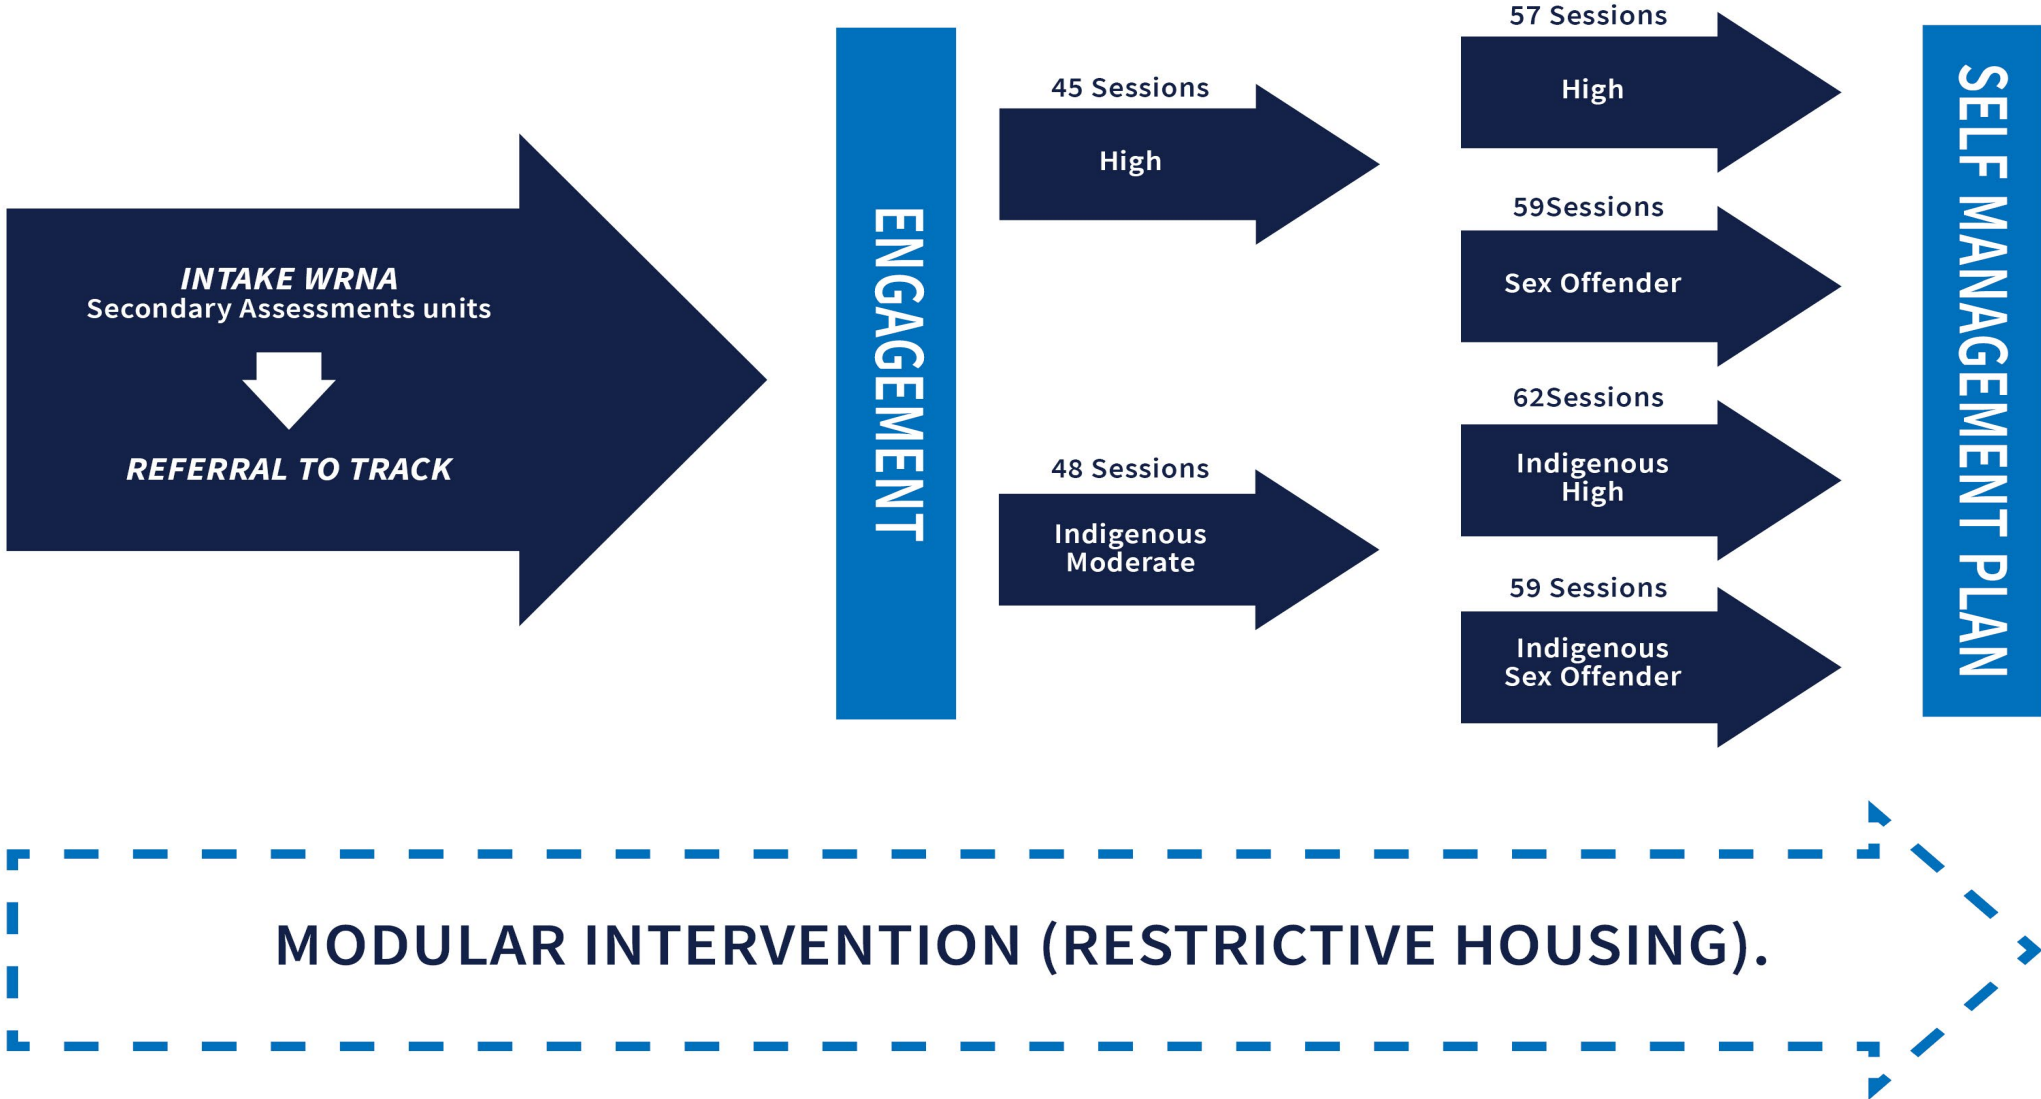 INTAKE WRNA
Secondary Assessments units
REFERRAL TO TRACK
ENGAGEMENT
45 Sessions
High
48 Sessions
Indigenous
Moderate
57 Sessions
High
59Sessions
Sex Offender
62Sessions
Indigenous
High
59 Sessions
Indigenous
Sex Offender
SELF MANAGEMENT PLAN
MODULAR INTERVENTION (RESTRICTIVE HOUSING).